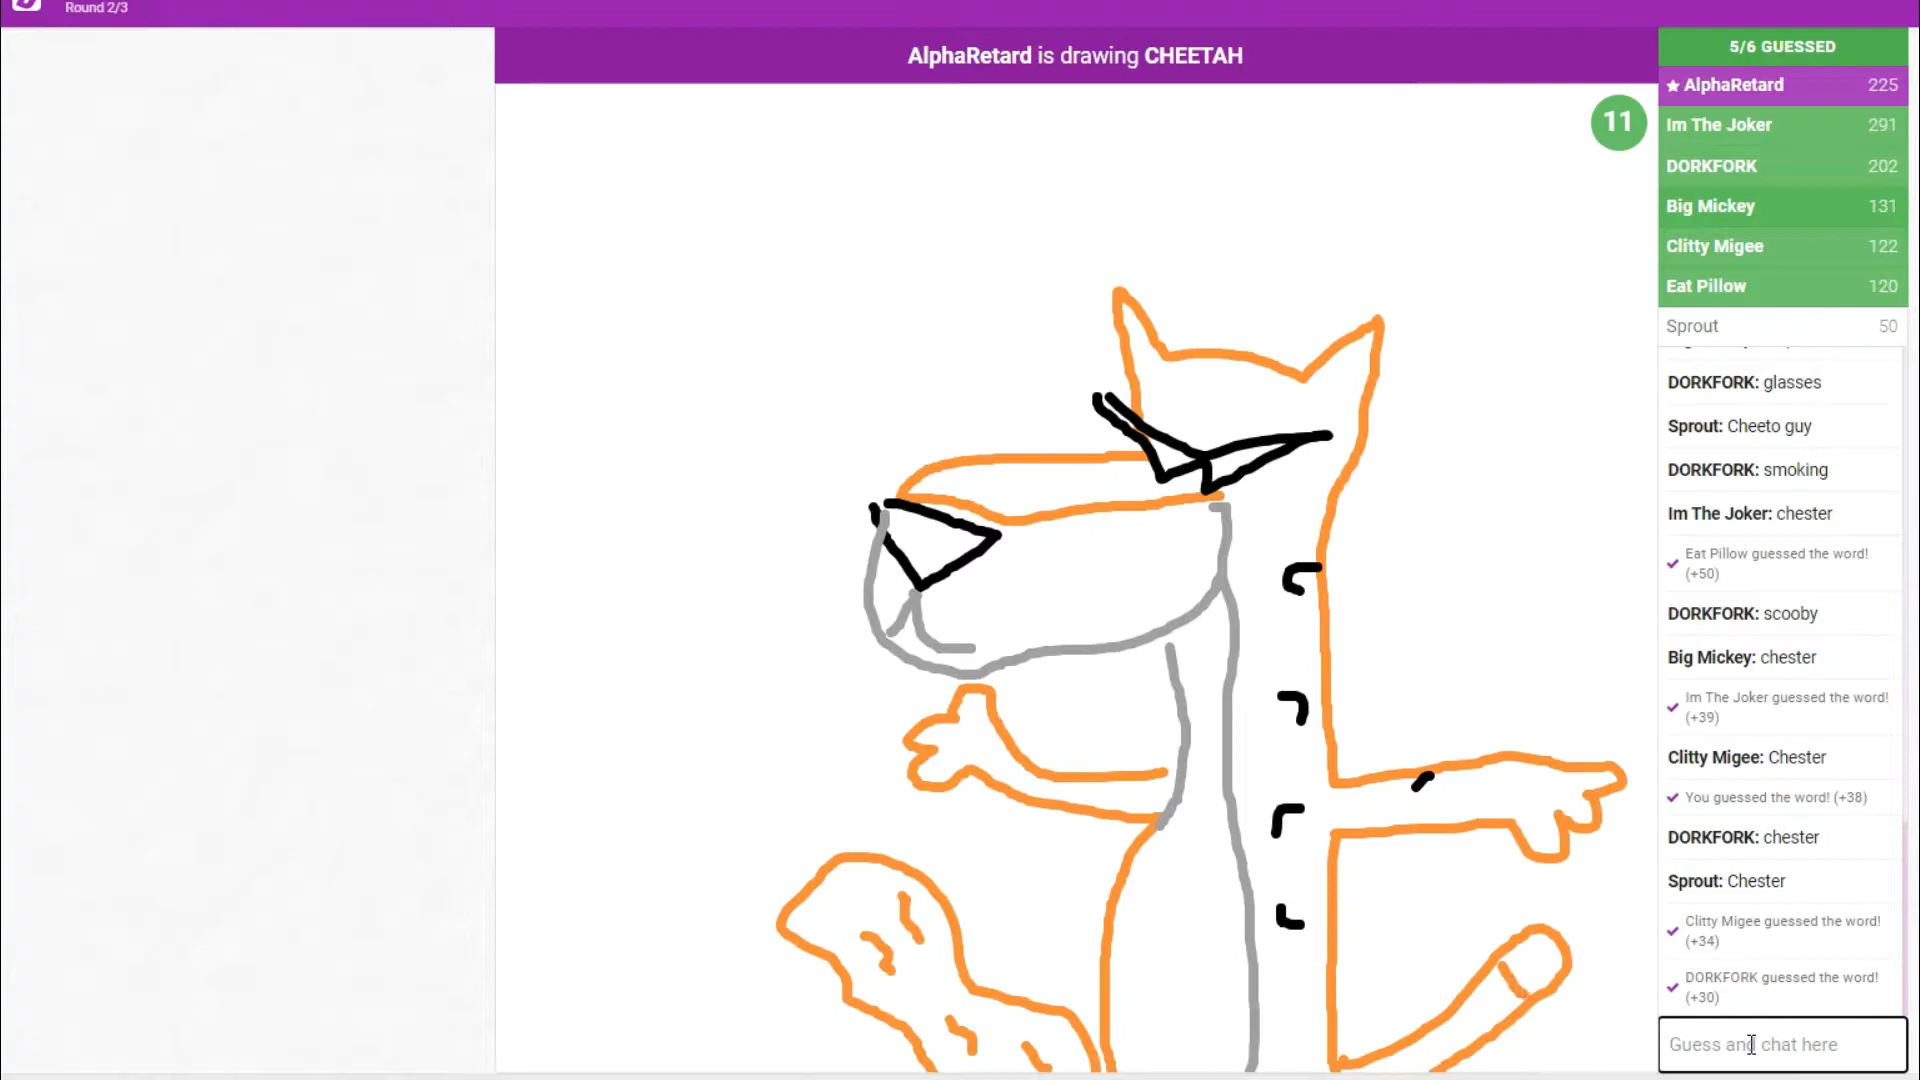 Round 2/3
AlphaRetard is drawing CHEETAH
11
5/6 GUESSED
AlphaRetard 225
Im The Joker 291
DORKFORK 202
Big Mickey 131
Clitty Migee 122
Eat Pillow 120
Sprout 50
DORKFORK: glasses
Sprout: Cheeto guy
DORKFORK: smoking
Im The Joker: chester
Eat Pillow guessed the word!
(+50)
DORKFORK: scooby
Big Mickey: chester
Im The Joker guessed the word!
(+39)
Clitty Migee: Chester
You guessed the word! (+38)
DORKFORK: chester
Sprout: Chester
Clitty Migee guessed the word!
(+34)
DORKFORK guessed the word!
(+30)
Guess and chat here